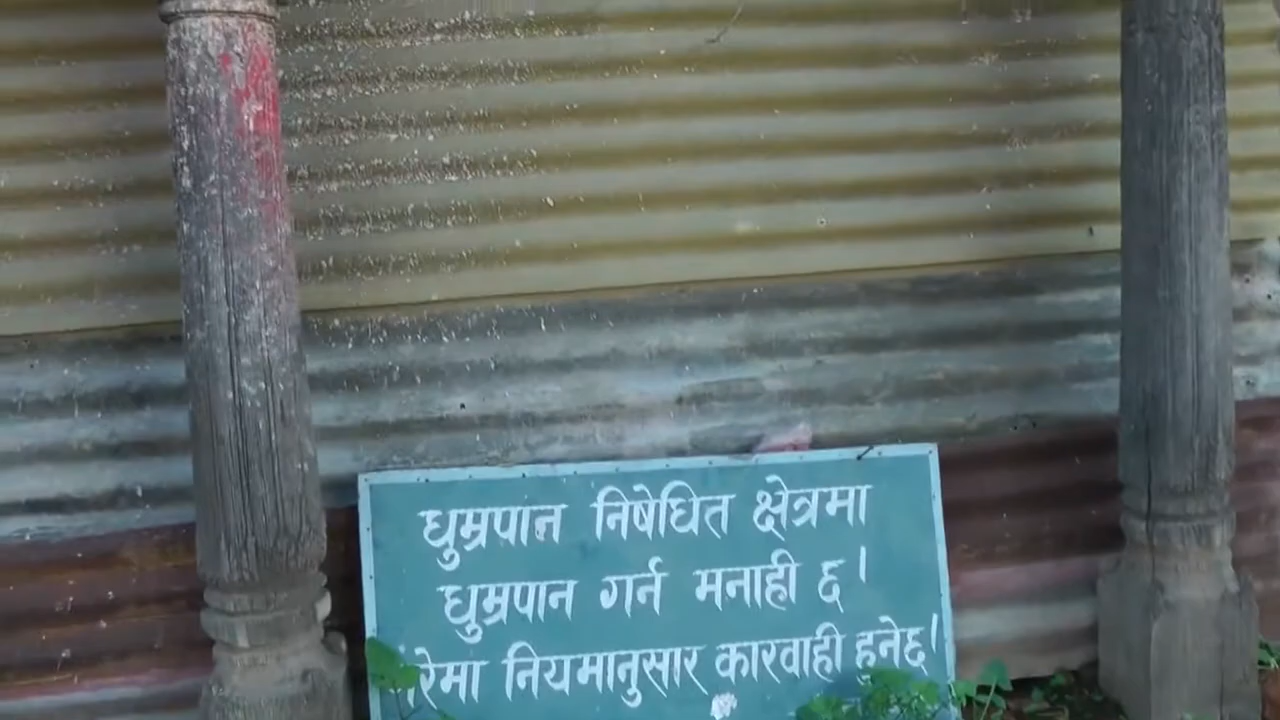 धुम्रपान निषेधित क्षेत्रमा
धुम्रपान गर्न मनाही छ।
नियमानुसार कारवाही हुनेछ।